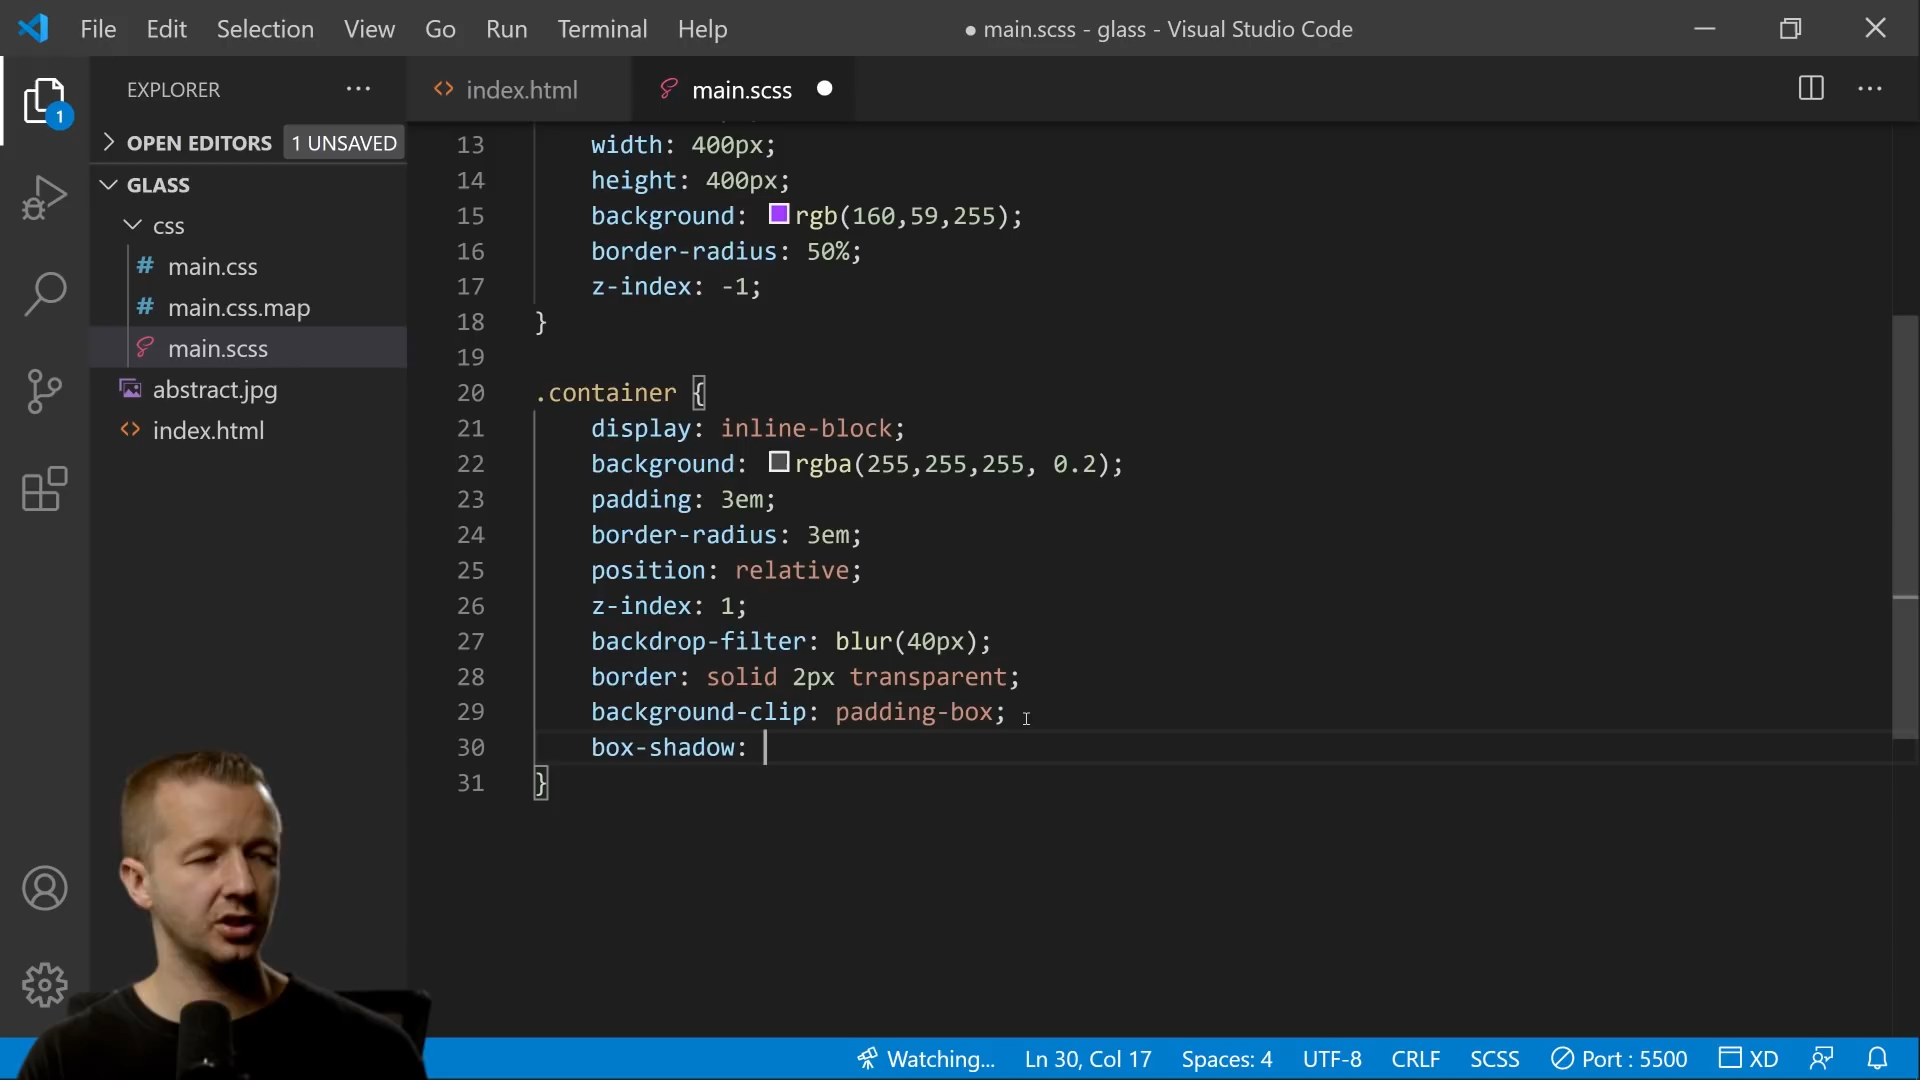 File Edit Selection View Go Run Terminal Help ● main.scss - glass - Visual Studio Code
EXPLORER
index.html
main.scss
1
OPEN EDITORS 1 UNSAVED
GLASS
css
# main.css
# main.css.map
main.scss
abstract.jpg
index.html
13 width: 400px;
14 height: 400px;
15 background: rgb(160,59,255);
16 border-radius: 50%;
17 z-index: -1;
18 }
19
20 .container {
21 display: inline-block;
22 background: rgba(255,255,255, 0.2);
23 padding: 3em;
24 border-radius: 3em;
25 position: relative;
26 z-index: 1;
27 backdrop-filter: blur(40px);
28 border: solid 2px transparent;
29 background-clip: padding-box;
30 box-shadow:
31 }
Watching... Ln 30, Col 17 Spaces: 4 UTF-8 CRLF SCSS Port : 5500 XD